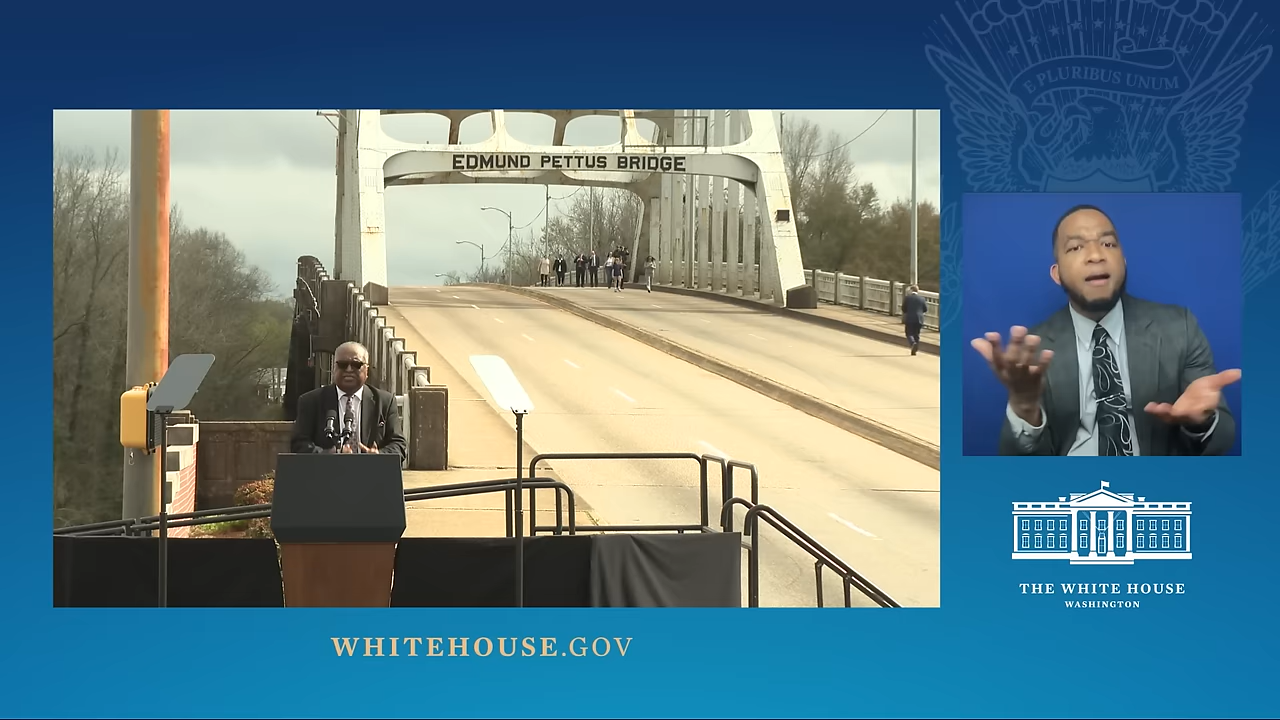 E PLURIBUS UNUM
EDMUND PETTUS BRIDGE
THE WHITE HOUSE
WASHINGTON
WHITEHOUSE.GOV